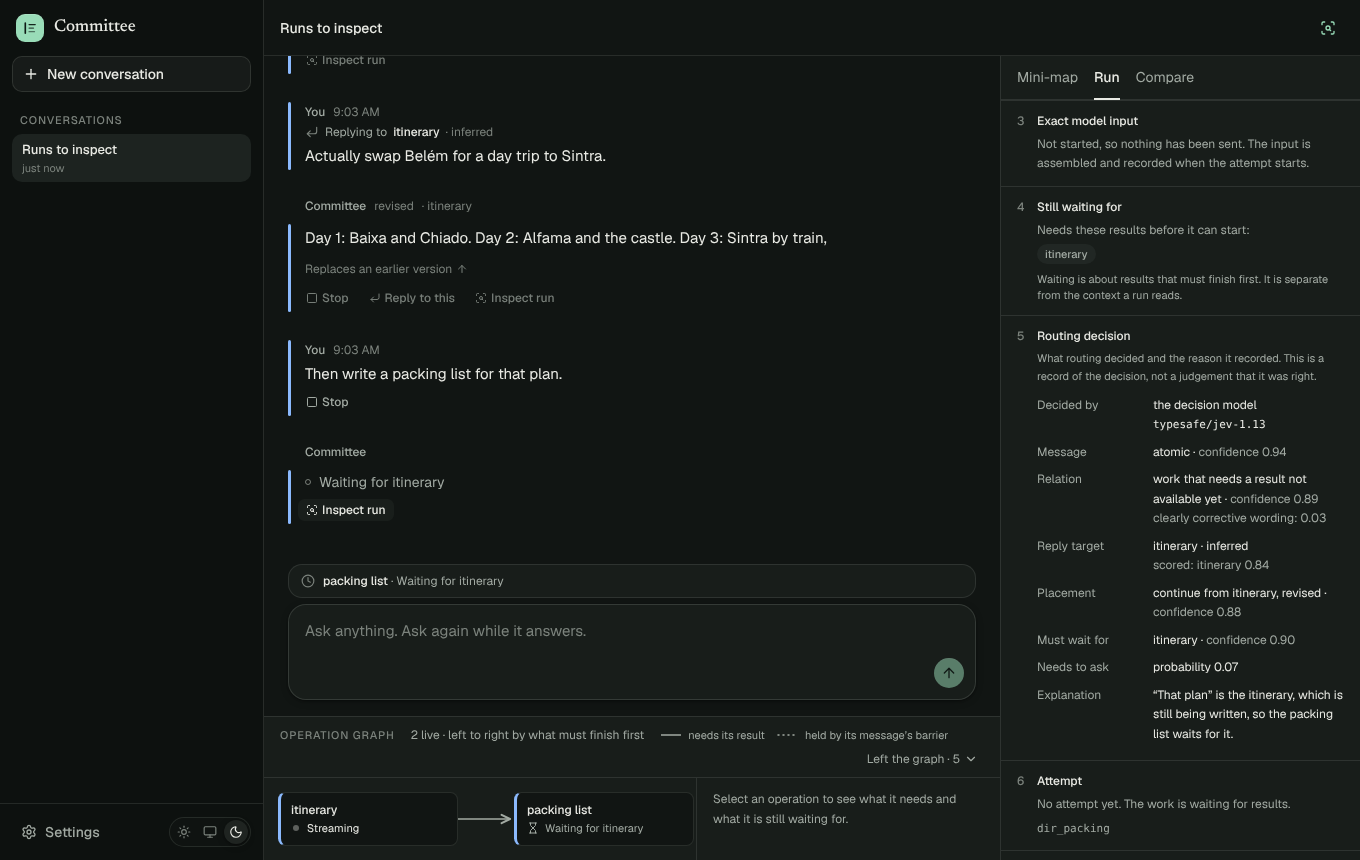 Committee
New conversation
CONVERSATIONS
Runs to inspect
just now
Settings
Runs to inspect
Inspect run
You 9:03 AM
Replying to itinerary · inferred
Actually swap Belém for a day trip to Sintra.
Committee revised · itinerary
Day 1: Baixa and Chiado. Day 2: Alfama and the castle. Day 3: Sintra by train,
Replaces an earlier version ↑
Stop Reply to this Inspect run
You 9:03 AM
Then write a packing list for that plan.
Stop
Committee
Waiting for itinerary
Inspect run
packing list · Waiting for itinerary
Ask anything. Ask again while it answers.
OPERATION GRAPH 2 live · left to right by what must finish first needs its result held by its message's barrier
Left the graph · 5
itinerary
Streaming
packing list
Waiting for itinerary
Select an operation to see what it needs and
what it is still waiting for.
Mini-map Run Compare
3 Exact model input
Not started, so nothing has been sent. The input is
assembled and recorded when the attempt starts.
4 Still waiting for
Needs these results before it can start:
itinerary
Waiting is about results that must finish first. It is separate
from the context a run reads.
5 Routing decision
What routing decided and the reason it recorded. This is a
record of the decision, not a judgement that it was right.
Decided by the decision model
typesafe/jev-1.13
Message atomic · confidence 0.94
Relation work that needs a result not
available yet · confidence 0.89
clearly corrective wording: 0.03
Reply target itinerary · inferred
scored: itinerary 0.84
Placement continue from itinerary, revised ·
confidence 0.88
Must wait for itinerary · confidence 0.90
Needs to ask probability 0.07
Explanation “That plan” is the itinerary, which is
still being written, so the packing
list waits for it.
6 Attempt
No attempt yet. The work is waiting for results.
dir_packing